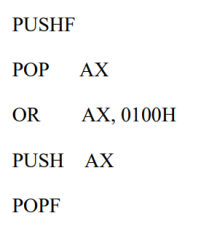 PUSHF
POP AX
OR AX, 0100H
PUSH AX
POPF